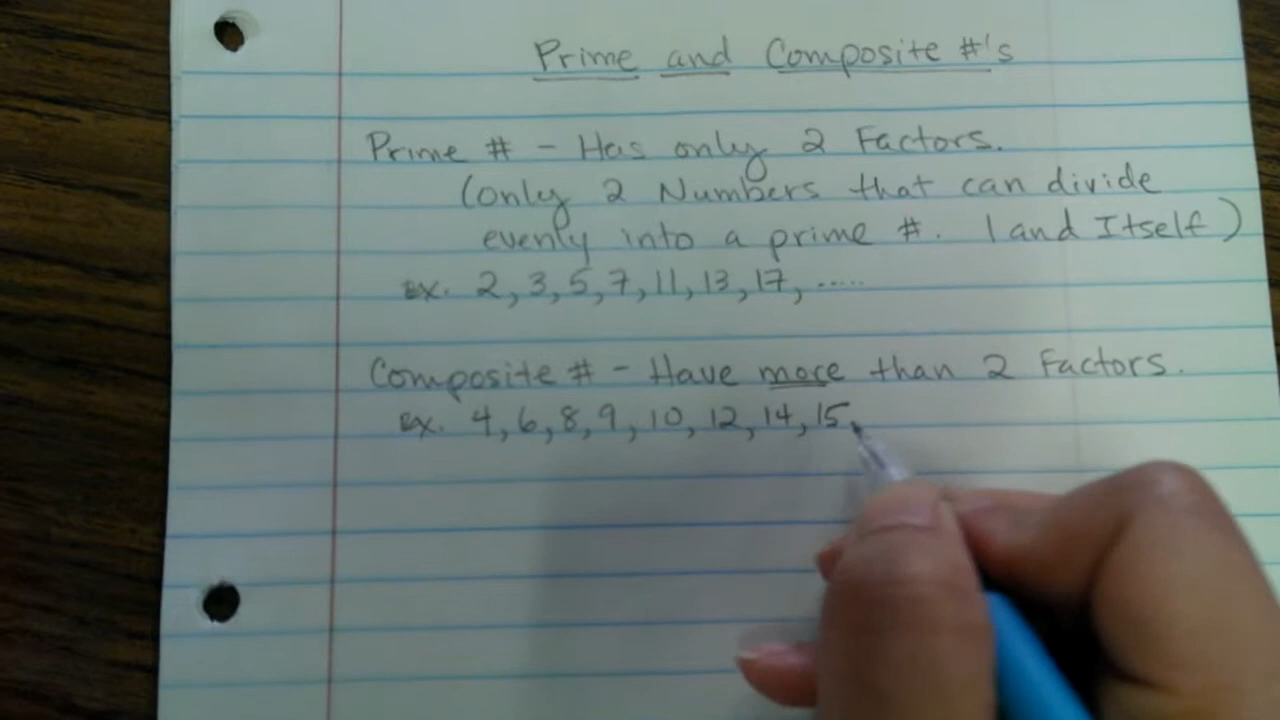 Prime and Composite #'s
Prime # - Has only 2 Factors.
(only 2 Numbers that can divide
evenly into a prime #. 1 and Itself)
ex. 2, 3, 5, 7, 11, 13, 17, .....
Composite # - Have more than 2 Factors.
ex. 4, 6, 8, 9, 10, 12, 14, 15,